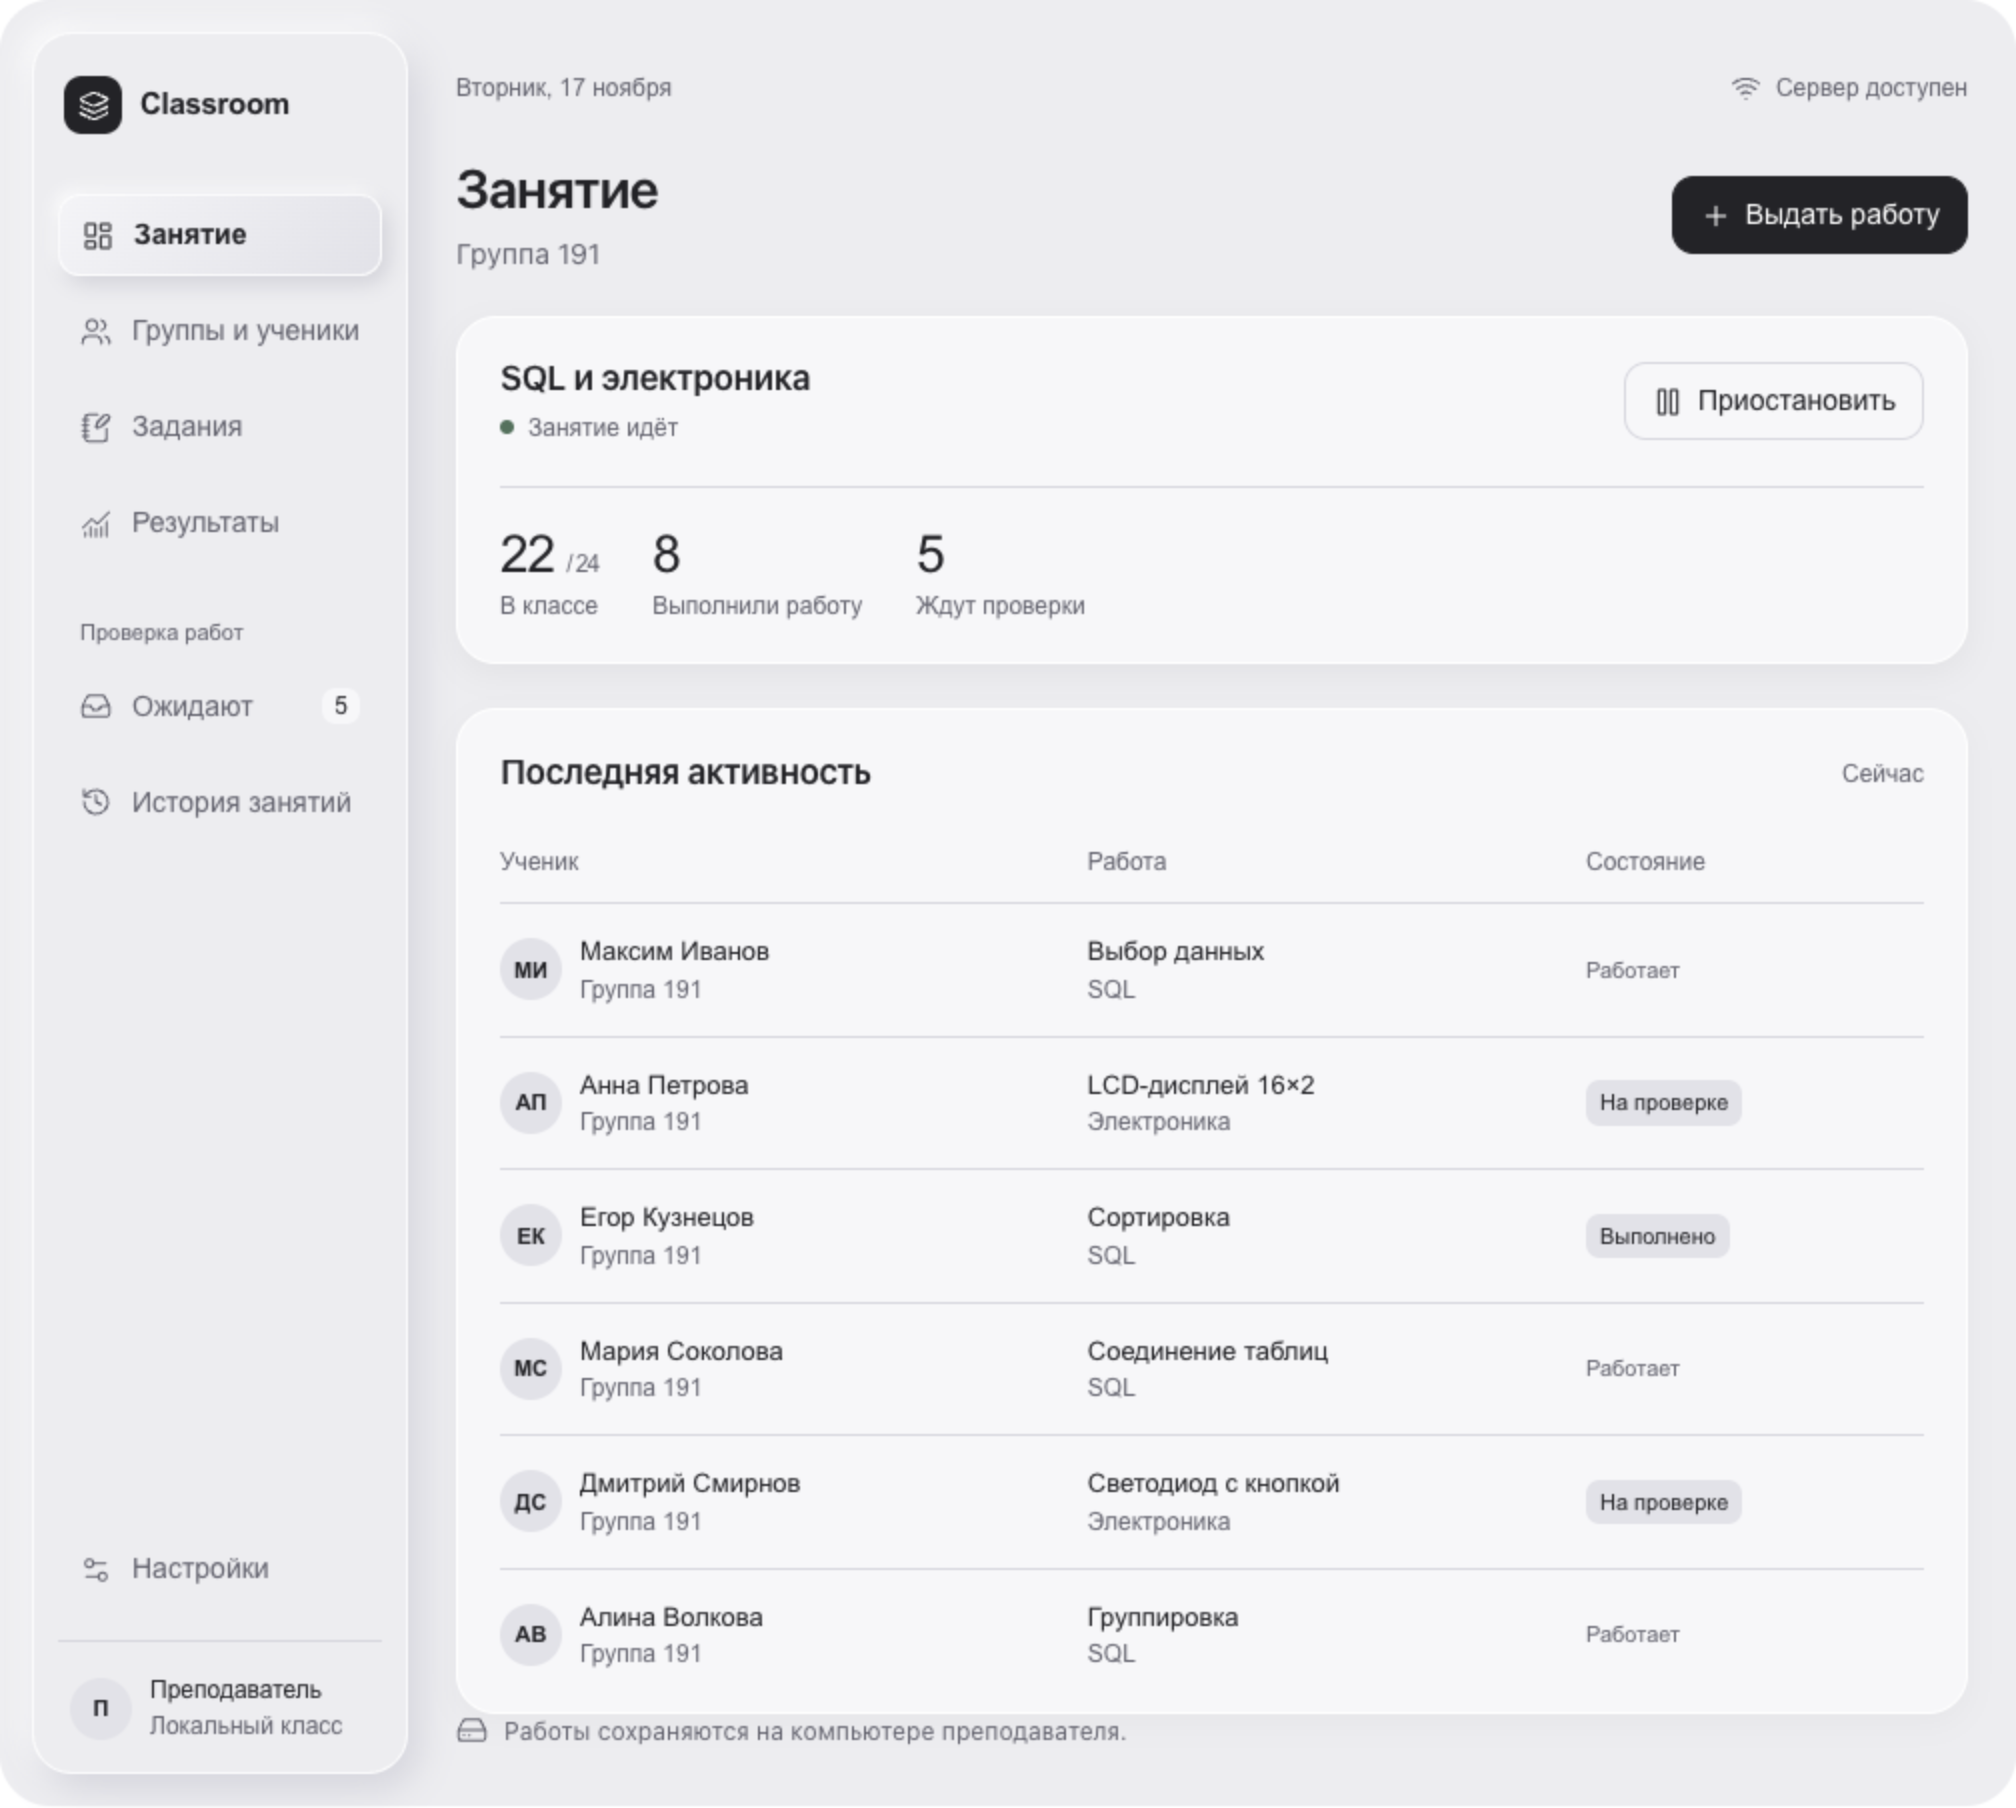 Classroom
Занятие
Группы и ученики
Задания
Результаты
Проверка работ
Ожидают 5
История занятий
Настройки
П
Преподаватель
Локальный класс
Вторник, 17 ноября
Сервер доступен
Занятие
Группа 191
+ Выдать работу
SQL и электроника
Занятие идёт
Приостановить
22 /24
В классе
8
Выполнили работу
5
Ждут проверки
Последняя активность
Сейчас
Ученик Работа Состояние
МИ
Максим Иванов
Группа 191
Выбор данных
SQL
Работает
АП
Анна Петрова
Группа 191
LCD-дисплей 16×2
Электроника
На проверке
ЕК
Егор Кузнецов
Группа 191
Сортировка
SQL
Выполнено
МС
Мария Соколова
Группа 191
Соединение таблиц
SQL
Работает
ДС
Дмитрий Смирнов
Группа 191
Светодиод с кнопкой
Электроника
На проверке
АВ
Алина Волкова
Группа 191
Группировка
SQL
Работает
Работы сохраняются на компьютере преподавателя.